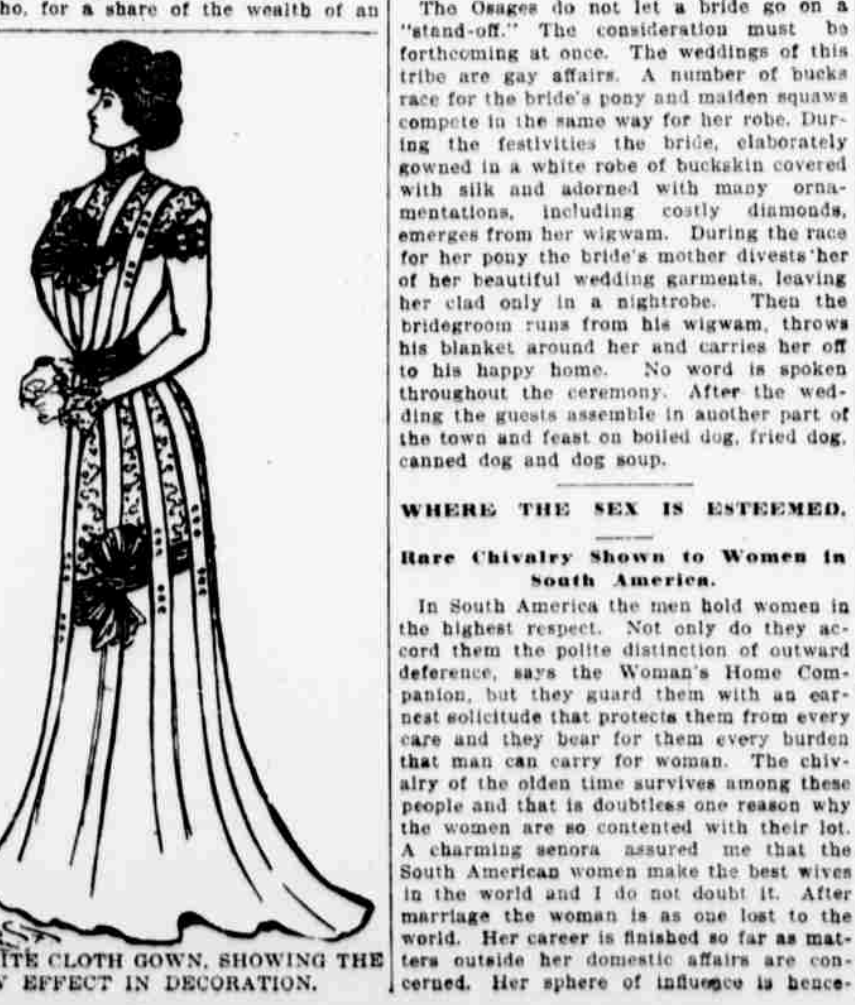 ho, for a share of the wealth of an
ITE CLOTH GOWN, SHOWING THE
EFFECT IN DECORATION.
The Osages do not let a bride go on a
"stand-off." The consideration must be
forthcoming at once. The weddings of this
tribe are gay affairs. A number of bucks
race for the bride's pony and maiden squaws
compete in the same way for her robe. Dur-
ing the festivities the bride, elaborately
gowned in a white robe of buckskin covered
with silk and adorned with many orna-
mentations, including costly diamonds,
emerges from her wigwam. During the race
for her pony the bride's mother divests her
of her beautiful wedding garments, leaving
her clad only in a nightrobe. Then the
bridegroom runs from his wigwam, throws
his blanket around her and carries her off
to his happy home. No word is spoken
throughout the ceremony. After the wed-
ding the guests assemble in another part of
the town and feast on boiled dog, fried dog,
canned dog and dog soup.
WHERE THE SEX IS ESTEEMED.
Rare Chivalry Shown to Women in
South America.
In South America the men hold women in
the highest respect. Not only do they ac-
cord them the polite distinction of outward
deference, says the Woman's Home Com-
panion, but they guard them with an ear-
nest solicitude that protects them from every
care and they bear for them every burden
that man can carry for woman. The chiv-
alry of the olden time survives among these
people and that is doubtless one reason why
the women are so contented with their lot.
A charming senora assured me that the
South American women make the best wives
in the world and I do not doubt it. After
marriage the woman is as one lost to the
world. Her career is finished so far as mat-
ters outside her domestic affairs are con-
cerned. Her sphere of influence is hence-